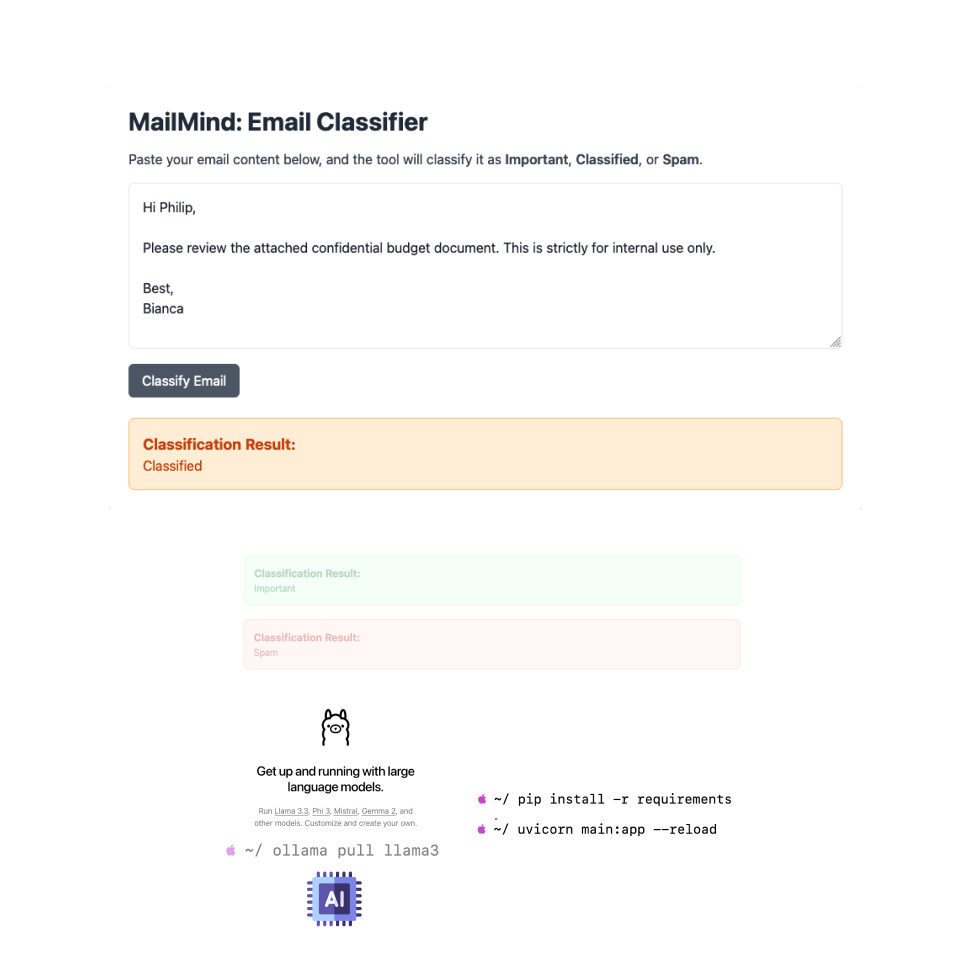 MailMind: Email Classifier
Paste your email content below, and the tool will classify it as Important, Classified, or Spam.
Hi Philip,
Please review the attached confidential budget document. This is strictly for internal use only.
Best,
Bianca
Classify Email
Classification Result:
Classified
Classification Result:
Important
Classification Result:
Spam
Get up and running with large
language models.
Run Llama 3.3, Phi 3, Mistral, Gemma 2, and
other models. Customize and create your own.
~/ ollama pull llama3
AI
~/ pip install -r requirements
~/ uvicorn main:app --reload